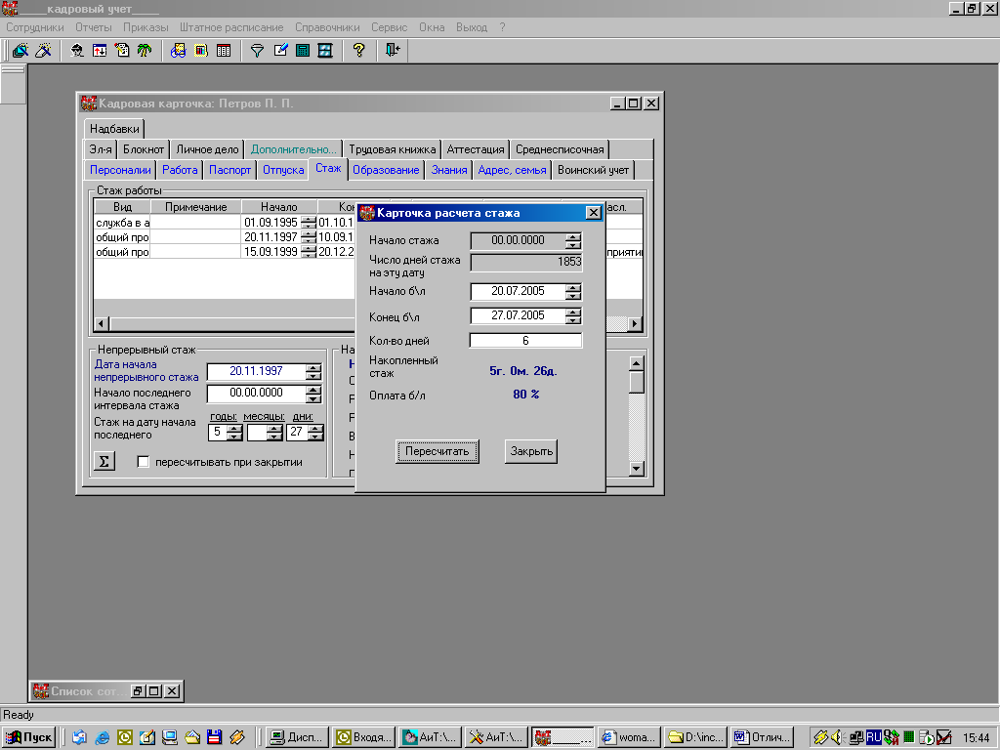 _____кадровый учет_____
Сотрудники Отчеты Приказы Штатное расписание Справочники Сервис Окна Выход ?
Кадровая карточка: Петров П. П.
Надбавки
Эл-я Блокнот Личное дело Дополнительно... Трудовая книжка Аттестация Среднесписочная
Персоналии Работа Паспорт Отпуска Стаж Образование Знания Адрес, семья Воинский учет
Стаж работы
Вид Примечание Начало Кон асл.
служба в а 01.09.1995 01.10.1
общий про 20.11.1997 10.09.1
общий про 15.09.1999 20.12.2 прияти
Непрерывный стаж
Дата начала
непрерывного стажа 20.11.1997
Начало последнего
интервала стажа 00.00.0000
годы: месяцы: дни:
Стаж на дату начала
последнего 5 27
Σ пересчитывать при закрытии
На
Карточка расчета стажа
Начало стажа 00.00.0000
Число дней стажа
на эту дату 1853
Начало б\л 20.07.2005
Конец б\л 27.07.2005
Кол-во дней 6
Накопленный
стаж 5г. 0м. 26д.
Оплата б/л 80 %
Пересчитать Закрыть
Список сот...
Ready
Пуск Дисп... Входя... АиТ:\... АиТ:\... _____... woma... D:\inc... Отлич... RU 15:44